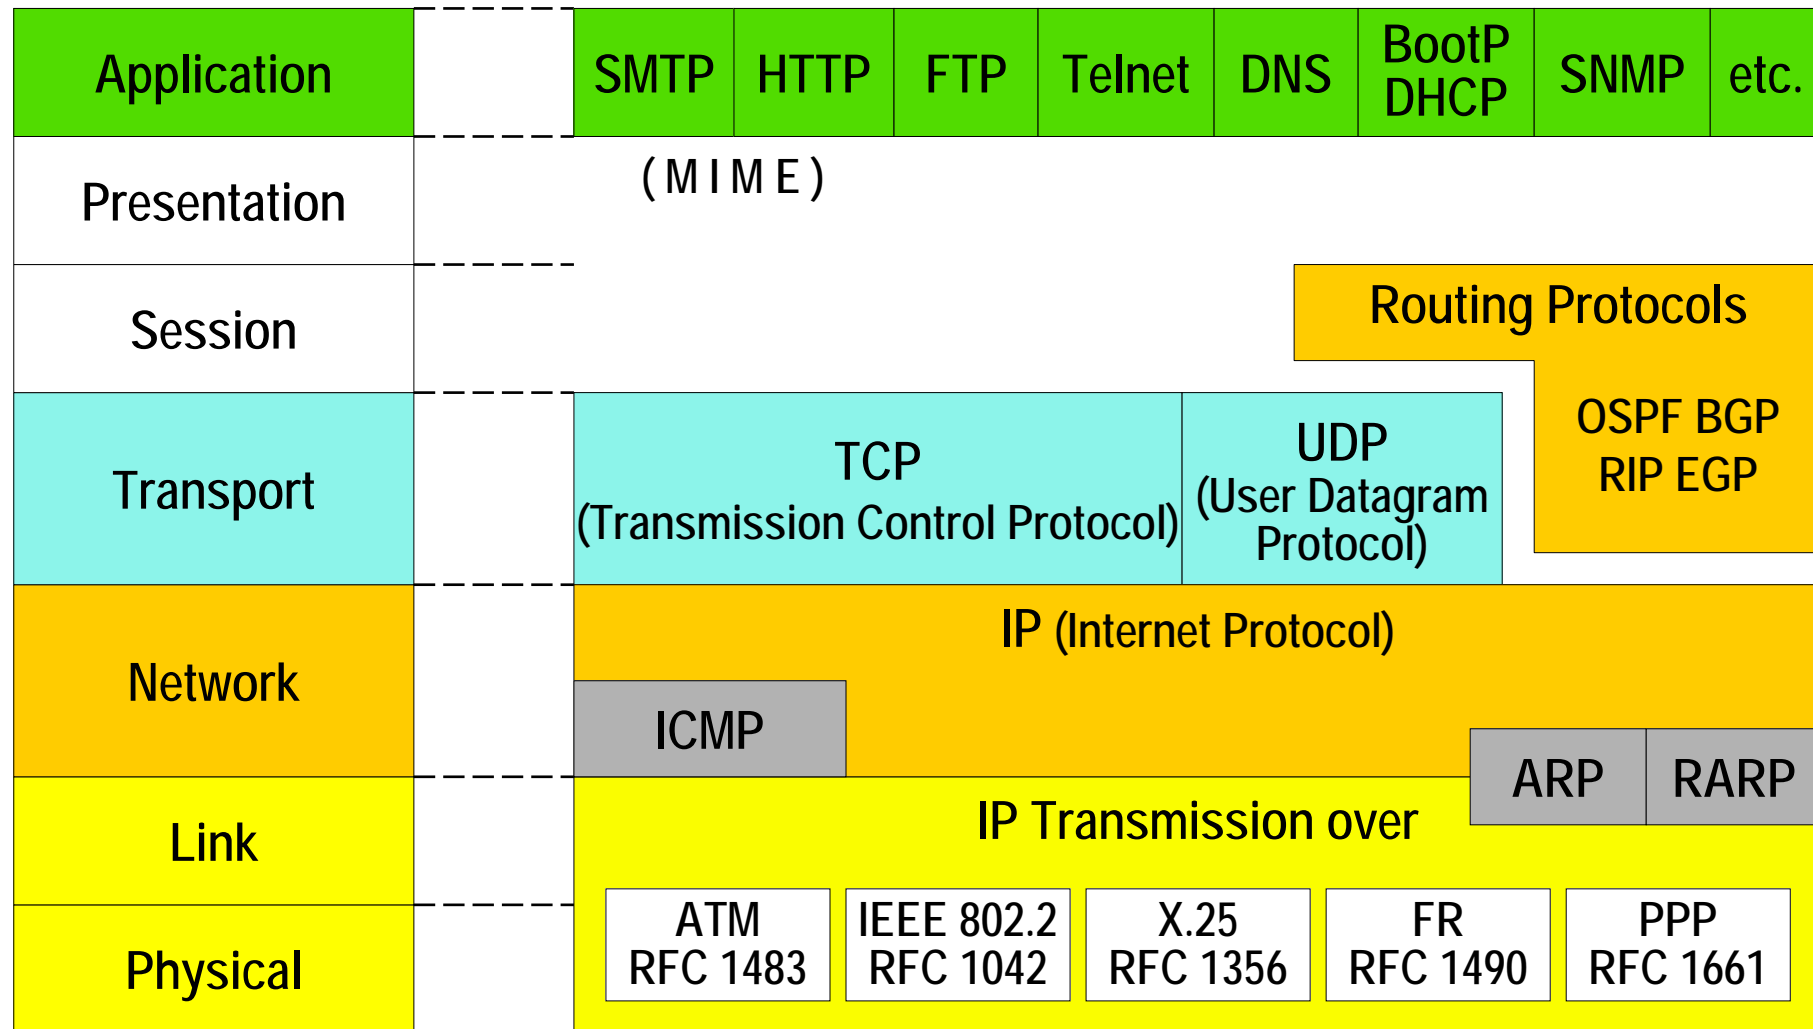 Application
SMTP HTTP FTP Telnet DNS BootP DHCP SNMP etc.
Presentation
(MIME)
Session
Routing Protocols
OSPF BGP
RIP EGP
Transport
TCP
(Transmission Control Protocol)
UDP
(User Datagram
Protocol)
Network
IP (Internet Protocol)
ICMP
ARP RARP
Link
IP Transmission over
Physical
ATM
RFC 1483
IEEE 802.2
RFC 1042
X.25
RFC 1356
FR
RFC 1490
PPP
RFC 1661